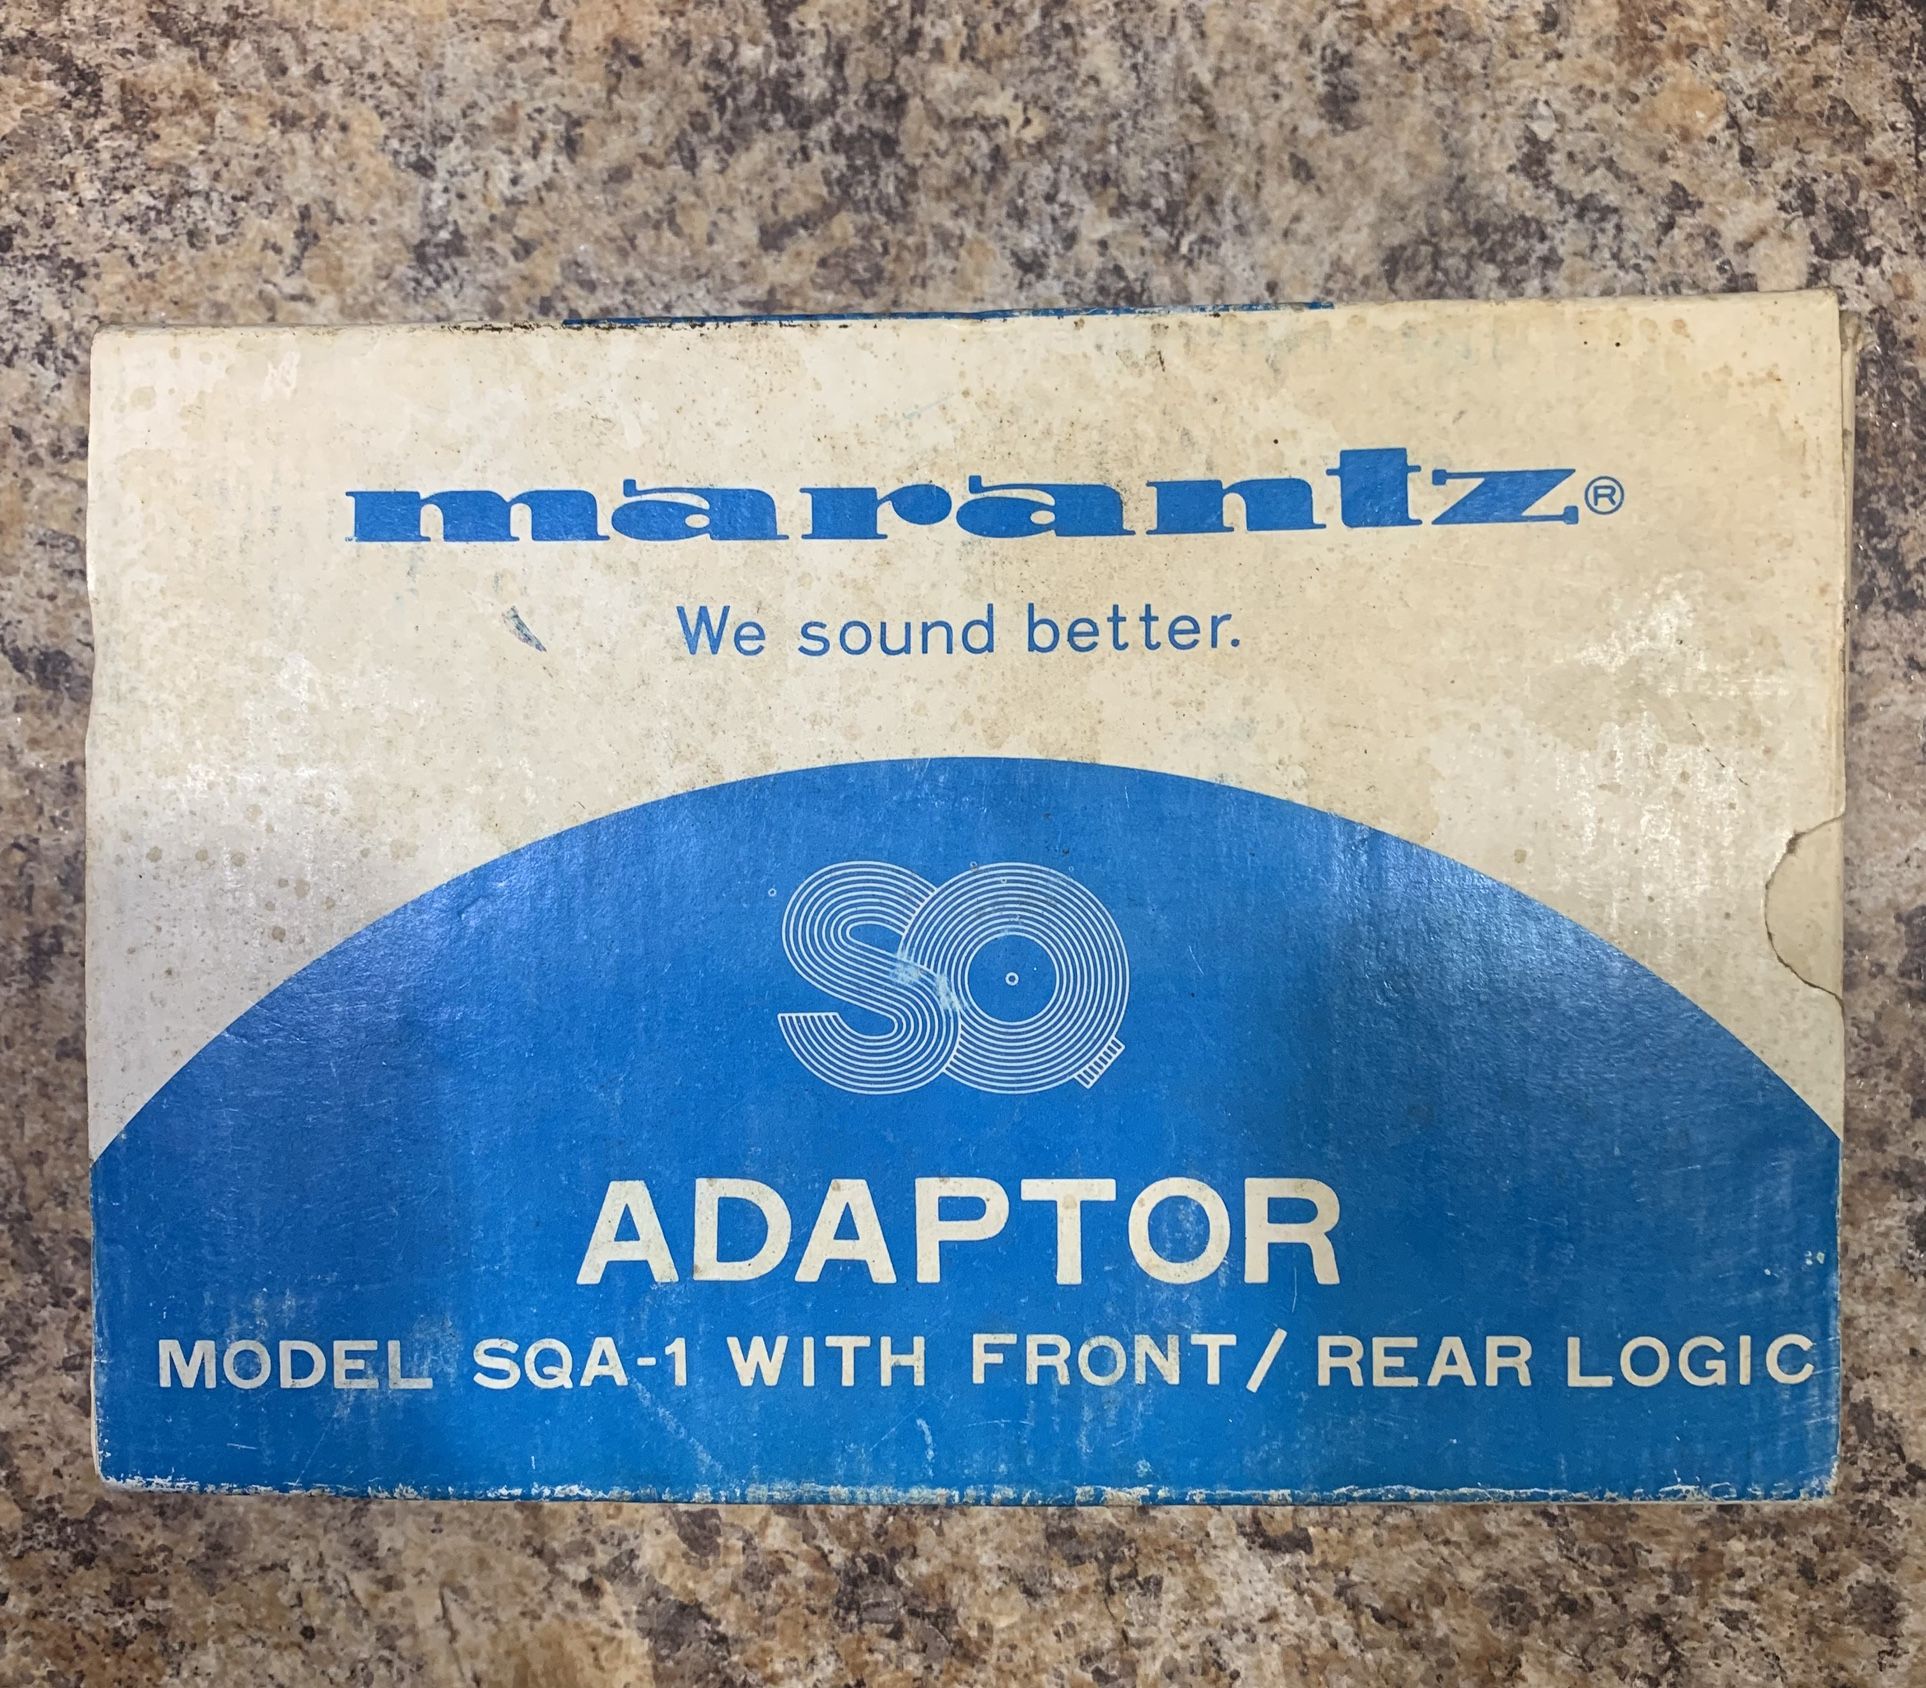 marantz®
We sound better.
SQ
ADAPTOR
MODEL SQA-1 WITH FRONT/REAR LOGIC